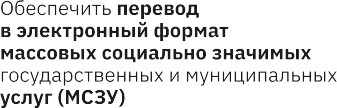 Обеспечить перевод
в электронный формат
массовых социально значимых
государственных и муниципальных
услуг (МСЗУ)